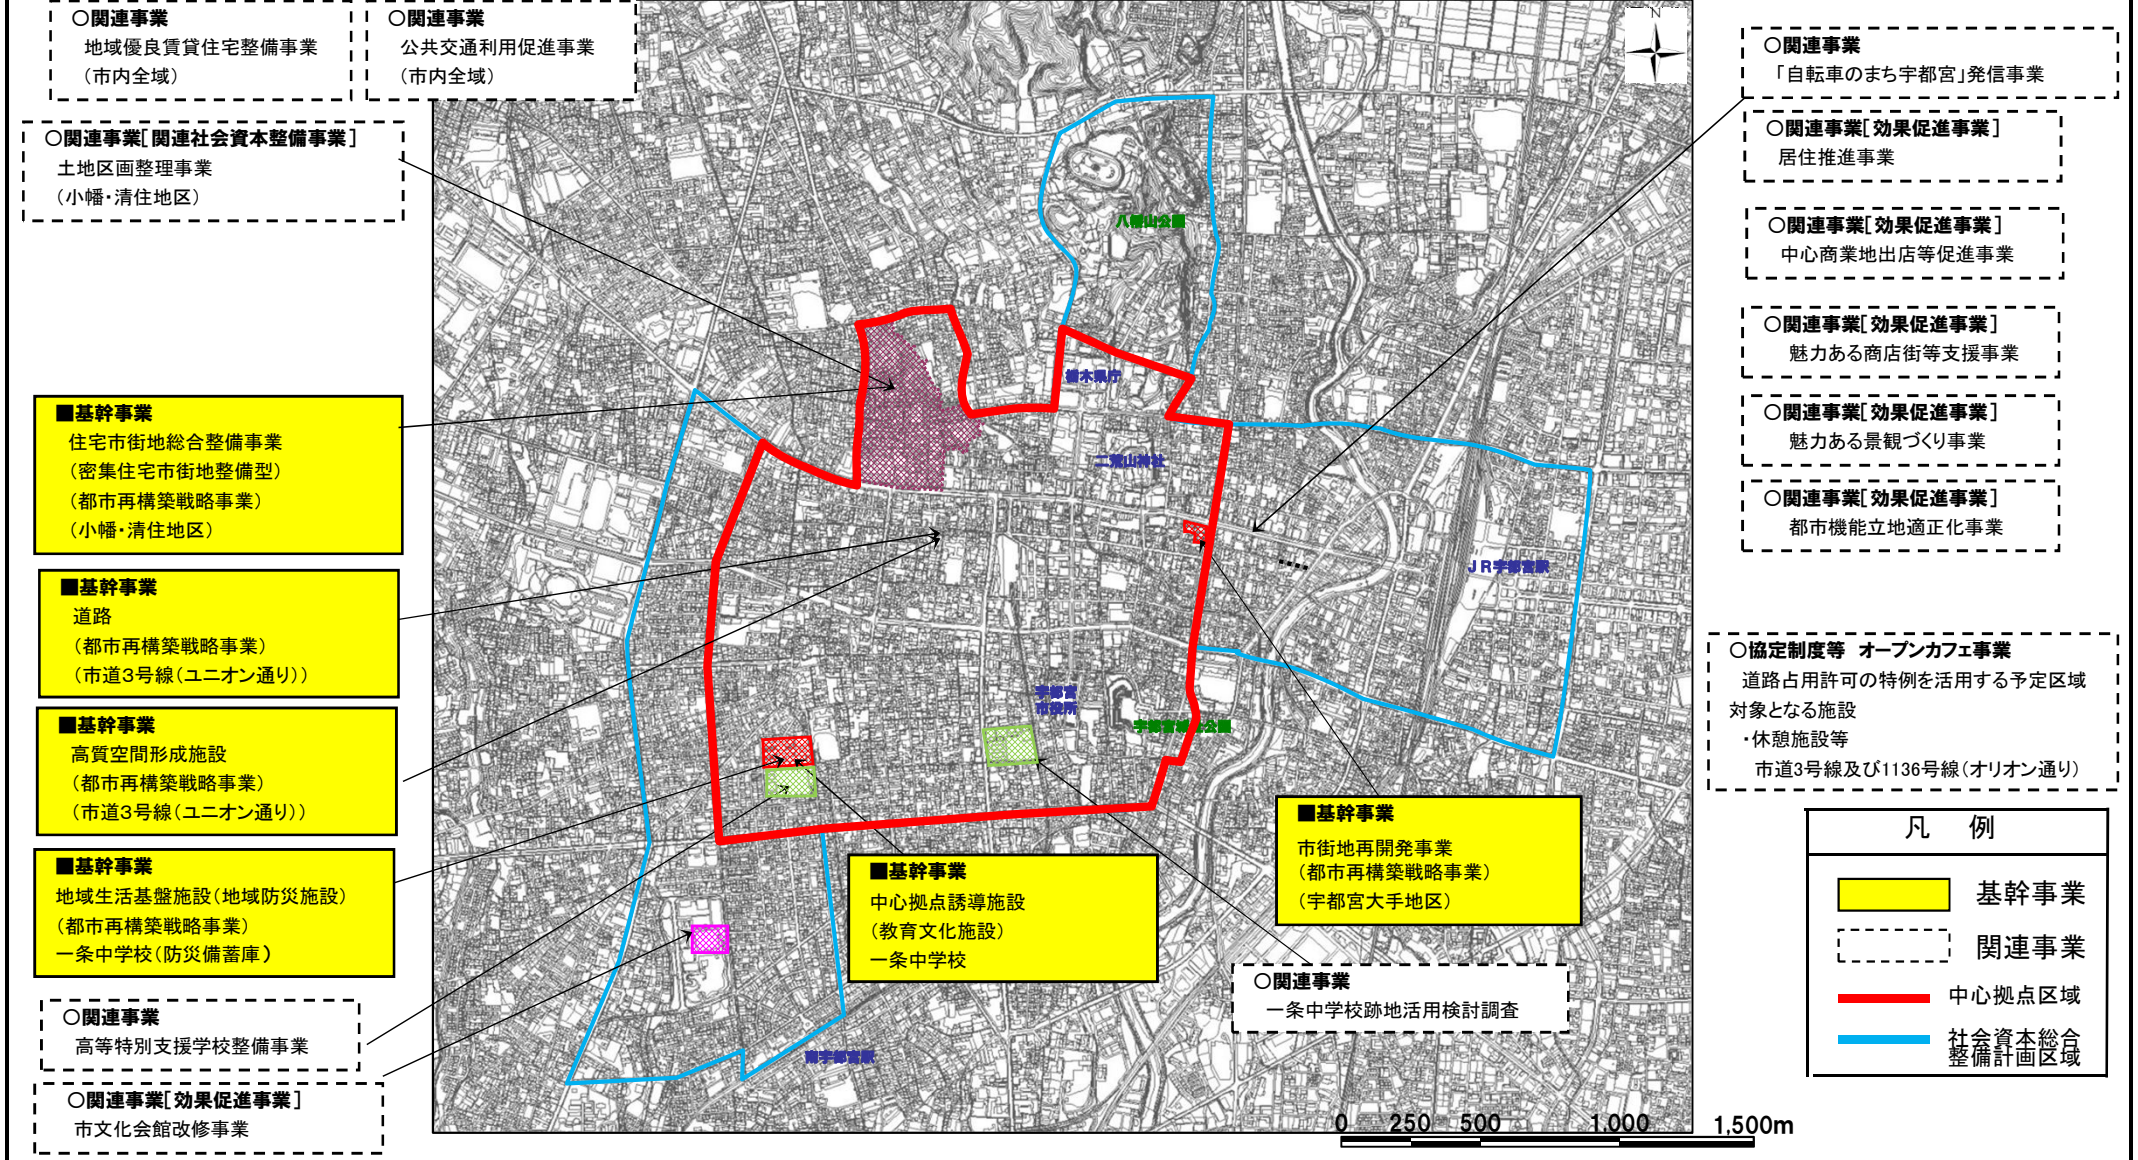 ○関連事業
地域優良賃貸住宅整備事業
(市内全域)
○関連事業
公共交通利用促進事業
(市内全域)
○関連事業[関連社会資本整備事業]
土地区画整理事業
(小幡・清住地区)
■基幹事業
住宅市街地総合整備事業
(密集住宅市街地整備型)
(都市再構築戦略事業)
(小幡・清住地区)
■基幹事業
道路
(都市再構築戦略事業)
(市道3号線(ユニオン通り))
■基幹事業
高質空間形成施設
(都市再構築戦略事業)
(市道3号線(ユニオン通り))
■基幹事業
地域生活基盤施設(地域防災施設)
(都市再構築戦略事業)
一条中学校(防災備蓄庫)
○関連事業
高等特別支援学校整備事業
○関連事業[効果促進事業]
市文化会館改修事業
N
八幡山公園
栃木県庁
二荒山神社
JR宇都宮駅
宇都宮
市役所
宇都宮城址公園
南宇都宮駅
■基幹事業
中心拠点誘導施設
(教育文化施設)
一条中学校
■基幹事業
市街地再開発事業
(都市再構築戦略事業)
(宇都宮大手地区)
○関連事業
一条中学校跡地活用検討調査
○関連事業
「自転車のまち宇都宮」発信事業
○関連事業[効果促進事業]
居住推進事業
○関連事業[効果促進事業]
中心商業地出店等促進事業
○関連事業[効果促進事業]
魅力ある商店街等支援事業
○関連事業[効果促進事業]
魅力ある景観づくり事業
○関連事業[効果促進事業]
都市機能立地適正化事業
○協定制度等 オープンカフェ事業
道路占用許可の特例を活用する予定区域
対象となる施設
・休憩施設等
市道3号線及び1136号線(オリオン通り)
凡 例
基幹事業
関連事業
中心拠点区域
社会資本総合
整備計画区域
0 250 500 1,000 1,500m